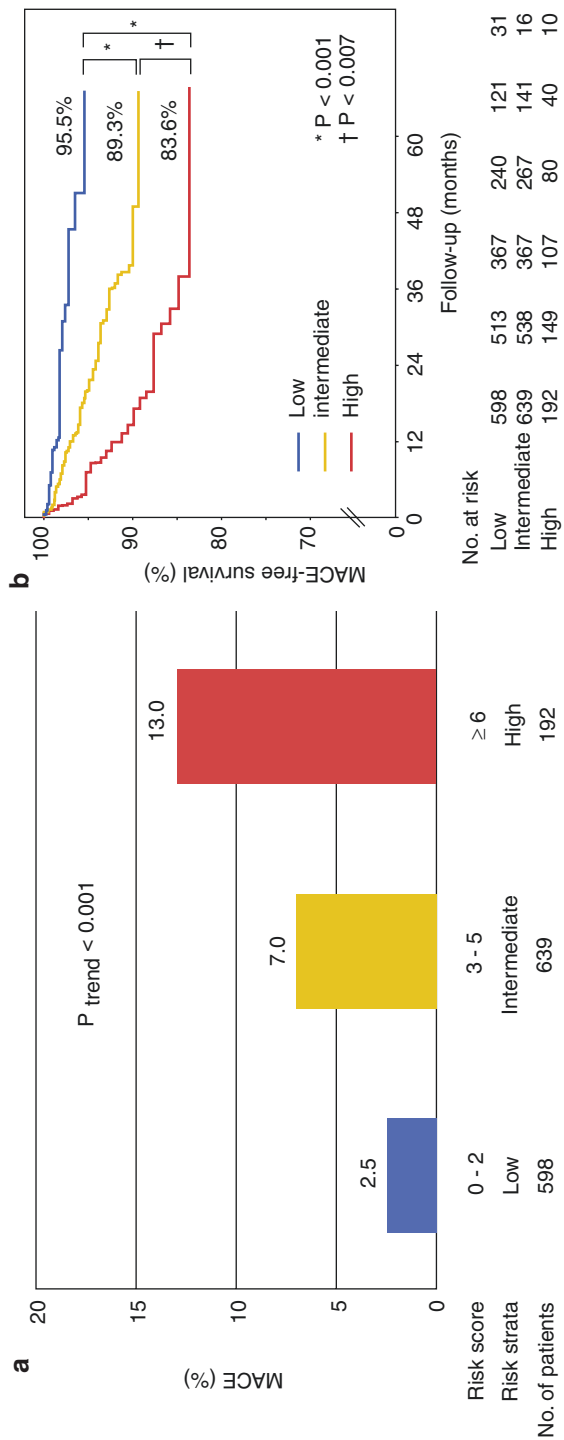 a
20
15
10
5
0
MACE (%)
P trend < 0.001
2.5
7.0
13.0
Risk score 0 - 2 3 - 5 ≥ 6
Risk strata Low Intermediate High
No. of patients 598 639 192
b
100
90
80
70
0
MACE-free survival (%)
95.5%
89.3%
83.6%
*
*
†
* P < 0.001
† P < 0.007
Low
intermediate
High
0 12 24 36 48 60
Follow-up (months)
No. at risk
Low 598 513 367 240 121 31
Intermediate 639 538 367 267 141 16
High 192 149 107 80 40 10